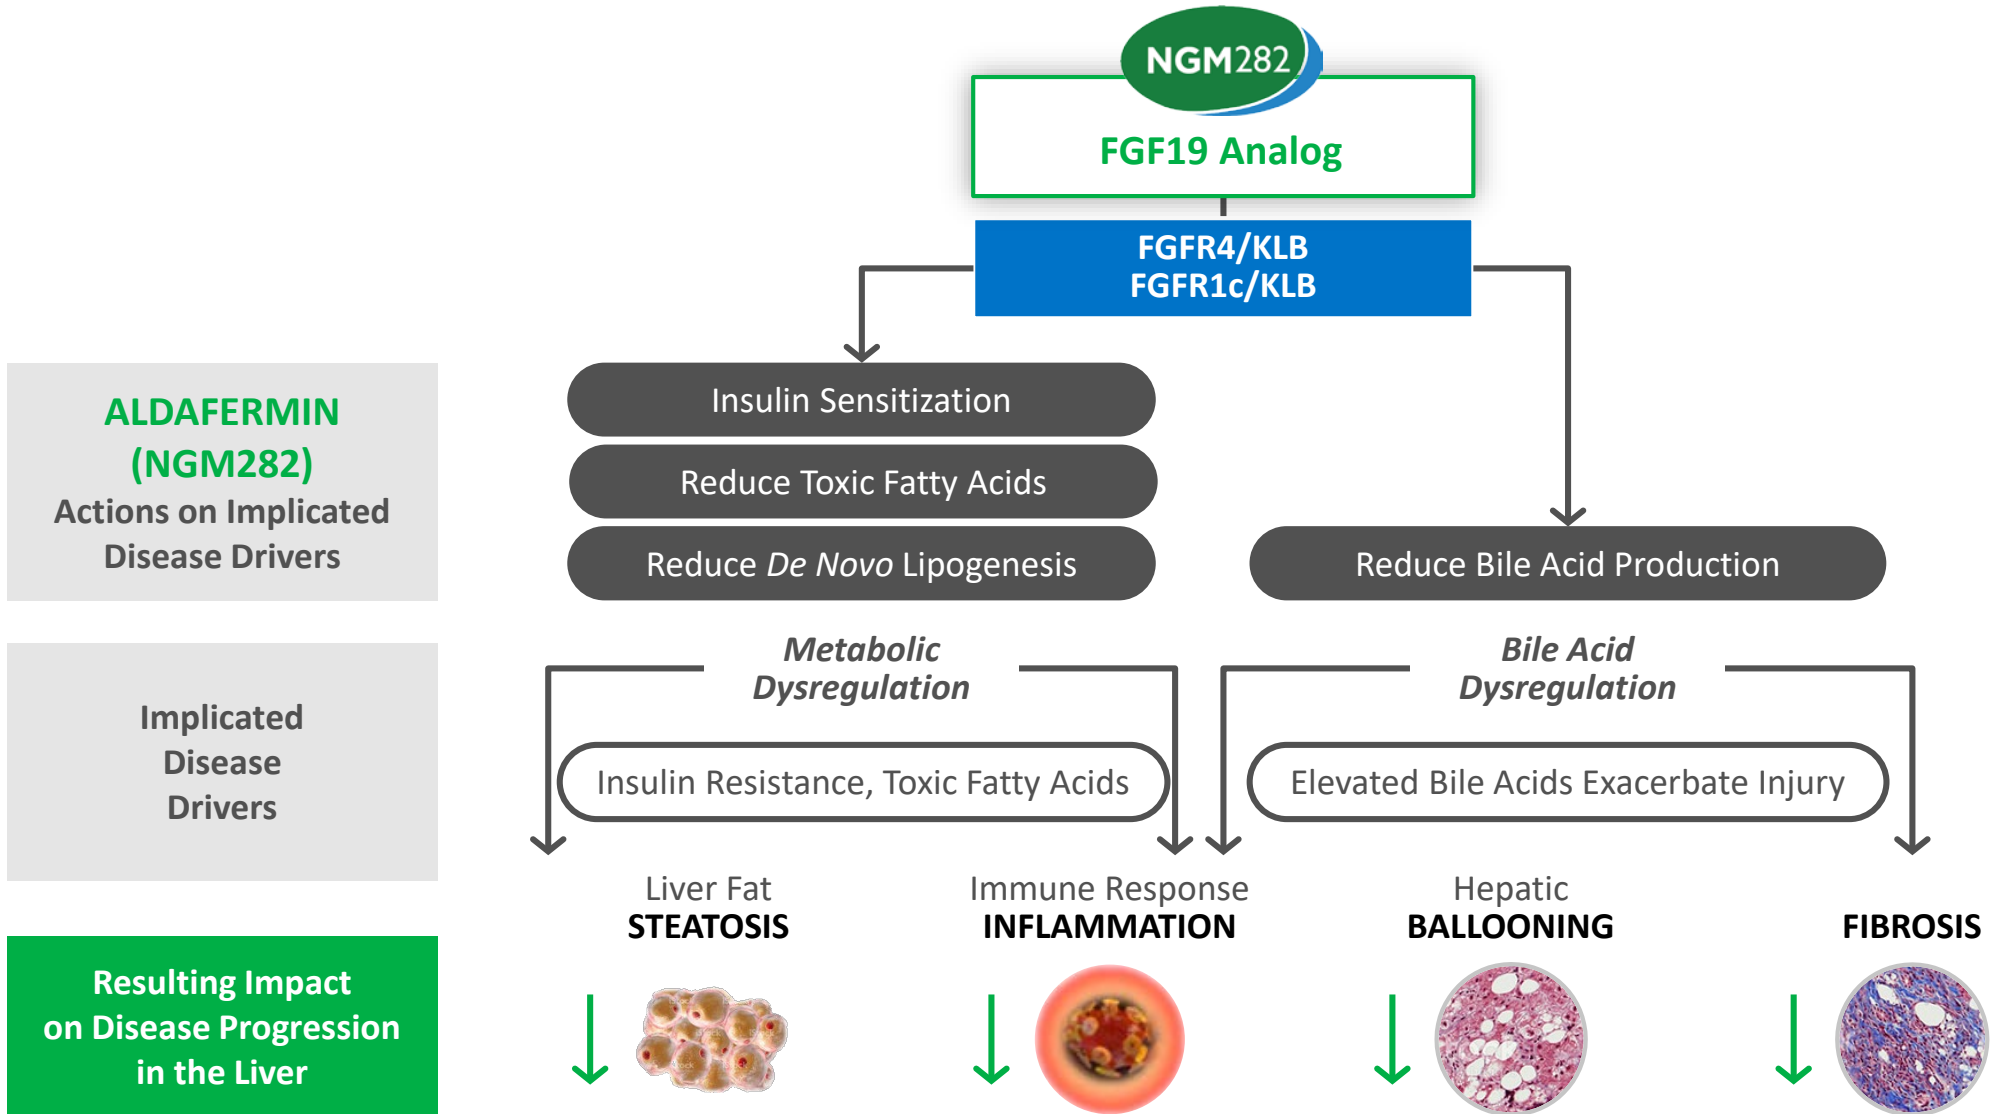 NGM282
FGF19 Analog
FGFR4/KLB
FGFR1c/KLB
ALDAFERMIN
(NGM282)
Actions on Implicated
Disease Drivers
Insulin Sensitization
Reduce Toxic Fatty Acids
Reduce De Novo Lipogenesis
Reduce Bile Acid Production
Implicated
Disease
Drivers
Metabolic
Dysregulation
Bile Acid
Dysregulation
Insulin Resistance, Toxic Fatty Acids
Elevated Bile Acids Exacerbate Injury
Liver Fat
STEATOSIS
Immune Response
INFLAMMATION
Hepatic
BALLOONING
FIBROSIS
Resulting Impact
on Disease Progression
in the Liver